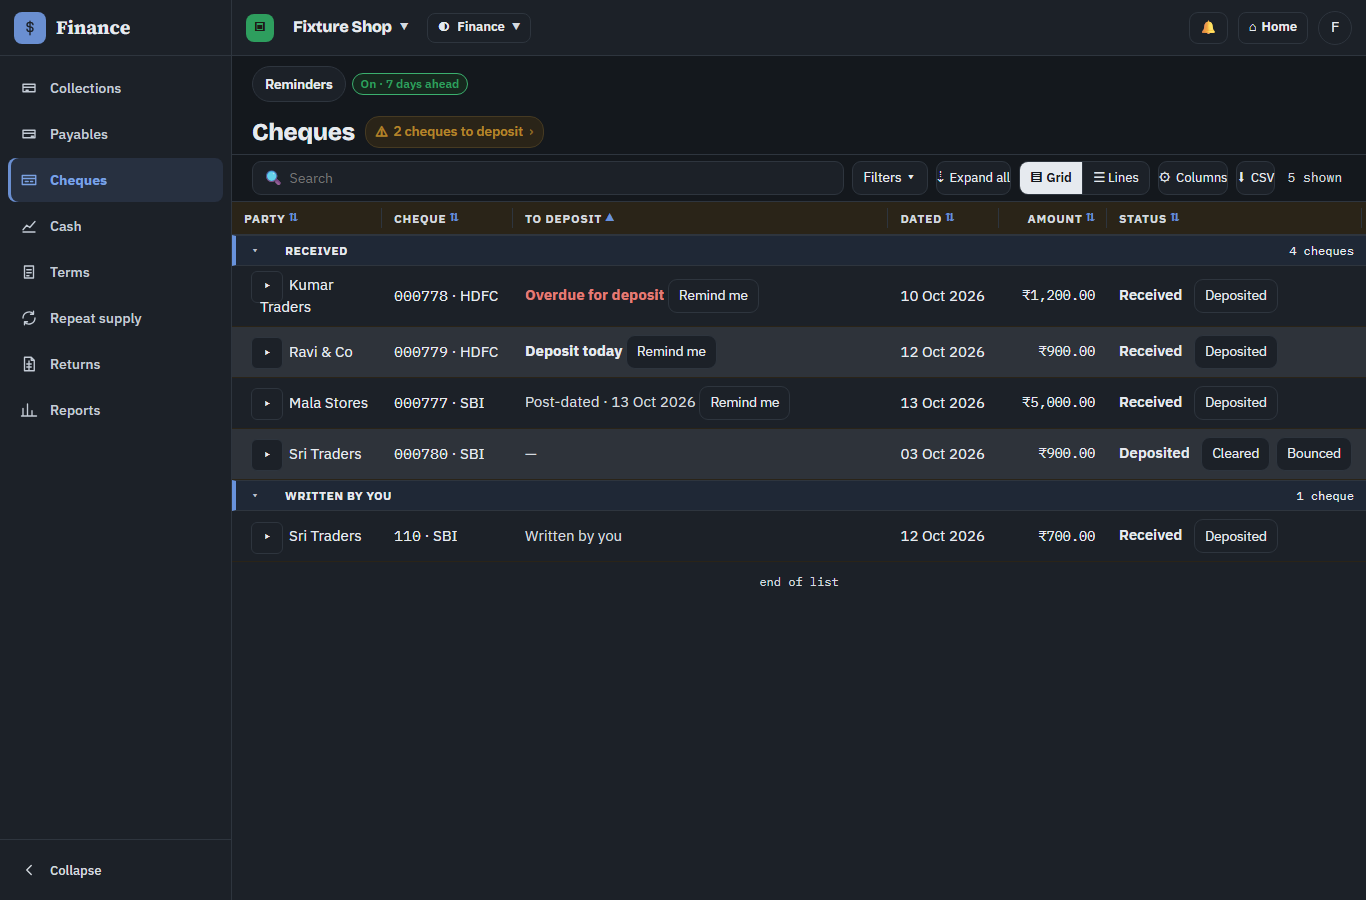 $ Finance
Fixture Shop ▼
Finance ▼
Home
F
Collections
Payables
Cheques
Cash
Terms
Repeat supply
Returns
Reports
Collapse
Reminders
On · 7 days ahead
Cheques
⚠ 2 cheques to deposit ›
Search
Filters ▾
Expand all
Grid
Lines
Columns
CSV
5 shown
PARTY CHEQUE TO DEPOSIT DATED AMOUNT STATUS
RECEIVED 4 cheques
Kumar Traders 000778 · HDFC Overdue for deposit Remind me 10 Oct 2026 ₹1,200.00 Received Deposited
Ravi & Co 000779 · HDFC Deposit today Remind me 12 Oct 2026 ₹900.00 Received Deposited
Mala Stores 000777 · SBI Post-dated · 13 Oct 2026 Remind me 13 Oct 2026 ₹5,000.00 Received Deposited
Sri Traders 000780 · SBI — 03 Oct 2026 ₹900.00 Deposited Cleared Bounced
WRITTEN BY YOU 1 cheque
Sri Traders 110 · SBI Written by you 12 Oct 2026 ₹700.00 Received Deposited
end of list